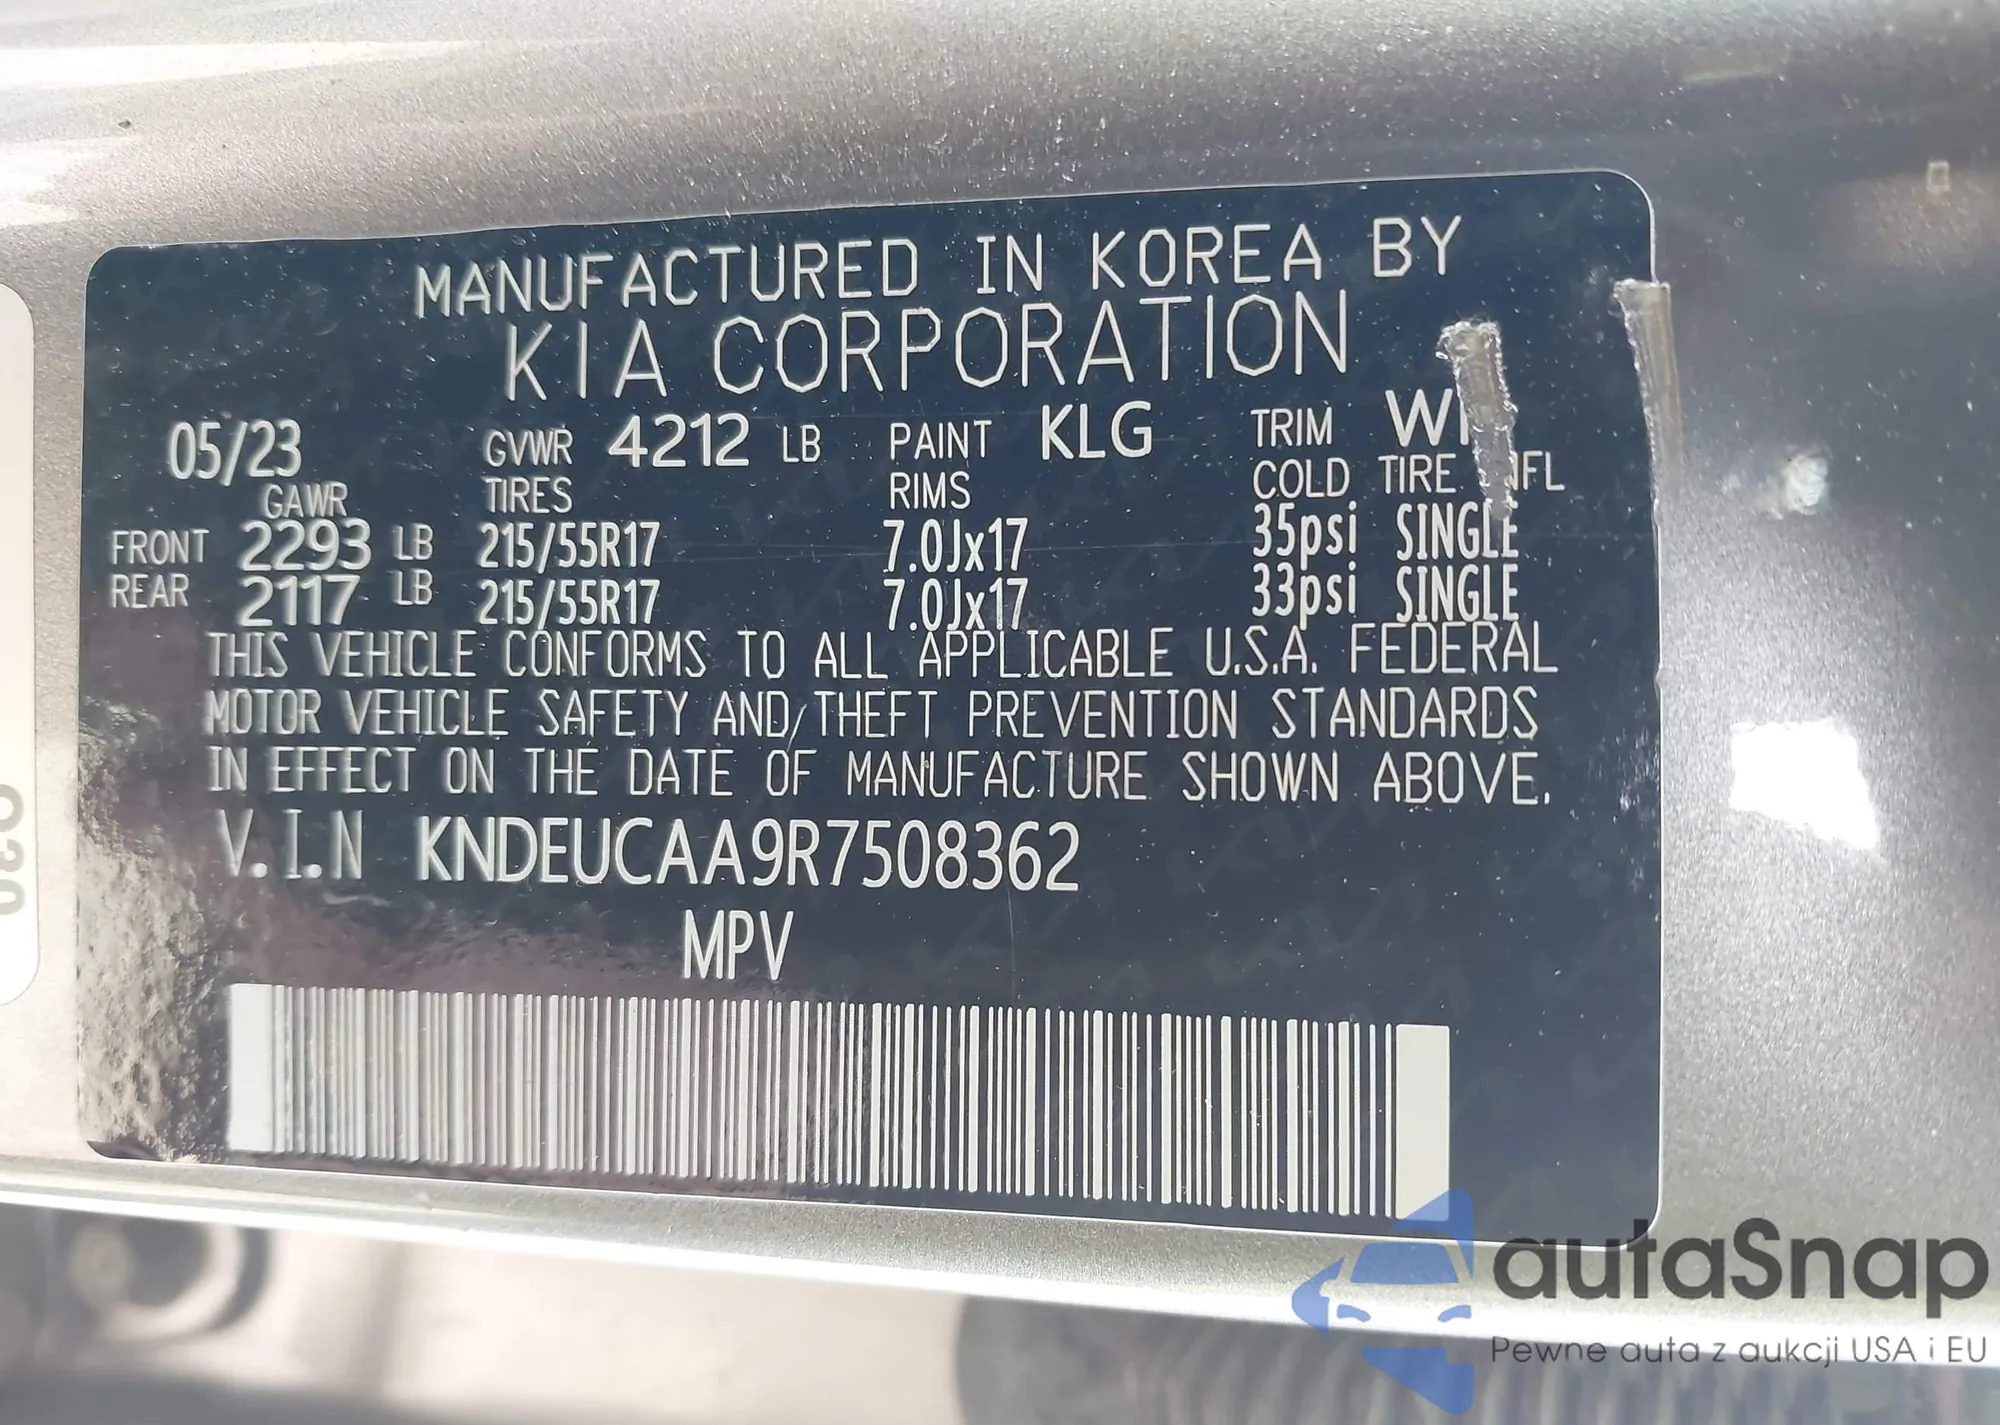 MANUFACTURED IN KOREA BY
KIA CORPORATION
05/23 GVWR 4212 LB PAINT KLG TRIM
GAWR TIRES RIMS COLD TIRE
FRONT 2293 LB 215/55R17 7.0Jx17 35psi SINGLE
REAR 2117 LB 215/55R17 7.0Jx17 33psi SINGLE
THIS VEHICLE CONFORMS TO ALL APPLICABLE U.S.A. FEDERAL
MOTOR VEHICLE SAFETY AND/THEFT PREVENTION STANDARDS
IN EFFECT ON THE DATE OF MANUFACTURE SHOWN ABOVE.
V.I.N KNDEUCAA9R7508362
MPV
autaSnap
Pewne auta z aukcji USA i EU